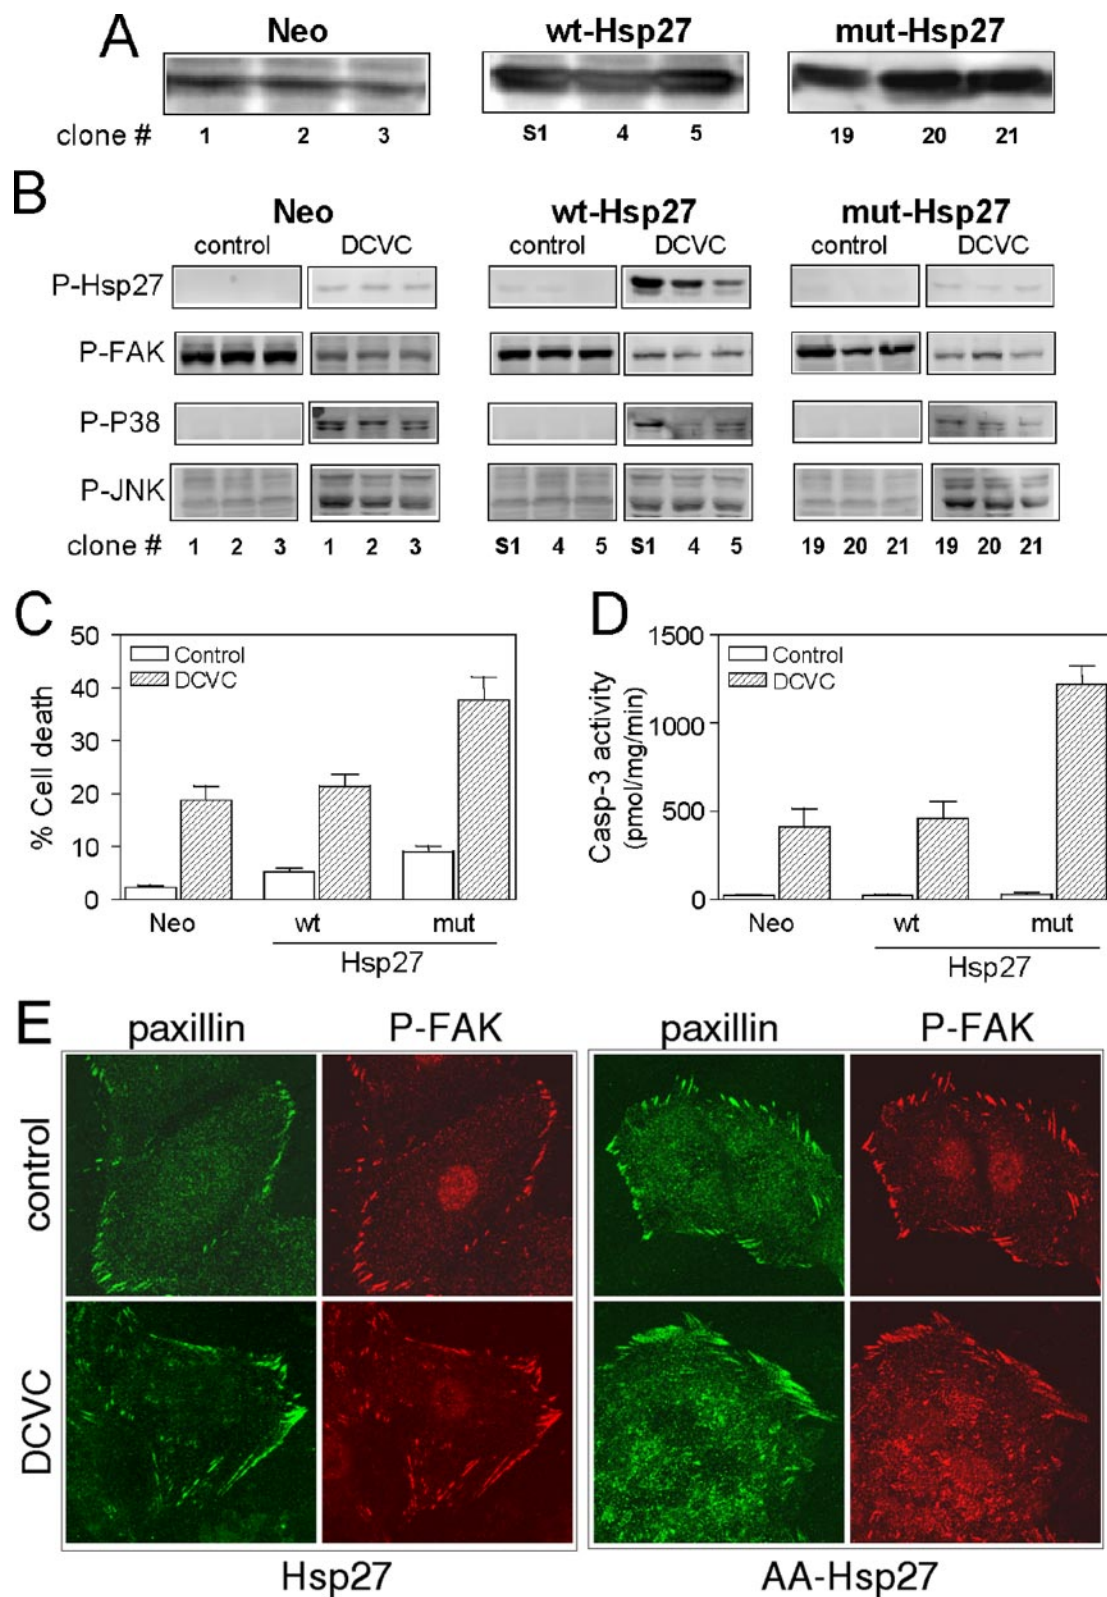 A
Neo wt-Hsp27 mut-Hsp27
clone # 1 2 3 S1 4 5 19 20 21
B
Neo wt-Hsp27 mut-Hsp27
control DCVC control DCVC control DCVC
P-Hsp27
P-FAK
P-P38
P-JNK
clone # 1 2 3 1 2 3 S1 4 5 S1 4 5 19 20 21 19 20 21
C
50
40
30
20
10
0
% Cell death
Control
DCVC
Neo wt mut
Hsp27
D
1500
1000
500
0
Casp-3 activity
(pmol/mg/min)
Control
DCVC
Neo wt mut
Hsp27
E
paxillin P-FAK paxillin P-FAK
control
DCVC
Hsp27 AA-Hsp27